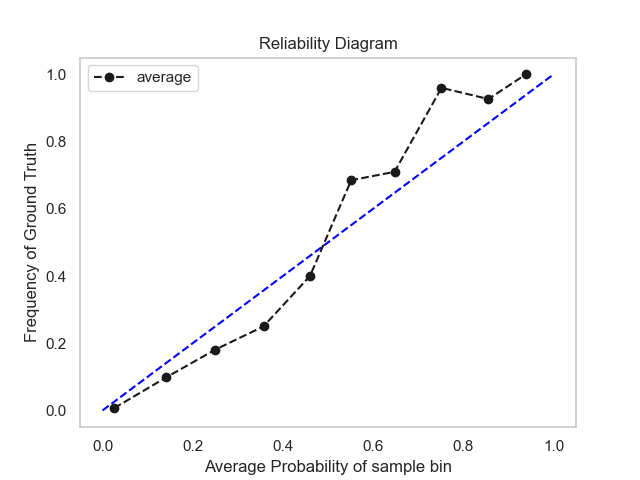 Reliability Diagram
average
Frequency of Ground Truth
1.0
0.8
0.6
0.4
0.2
0.0
0.0 0.2 0.4 0.6 0.8 1.0
Average Probability of sample bin